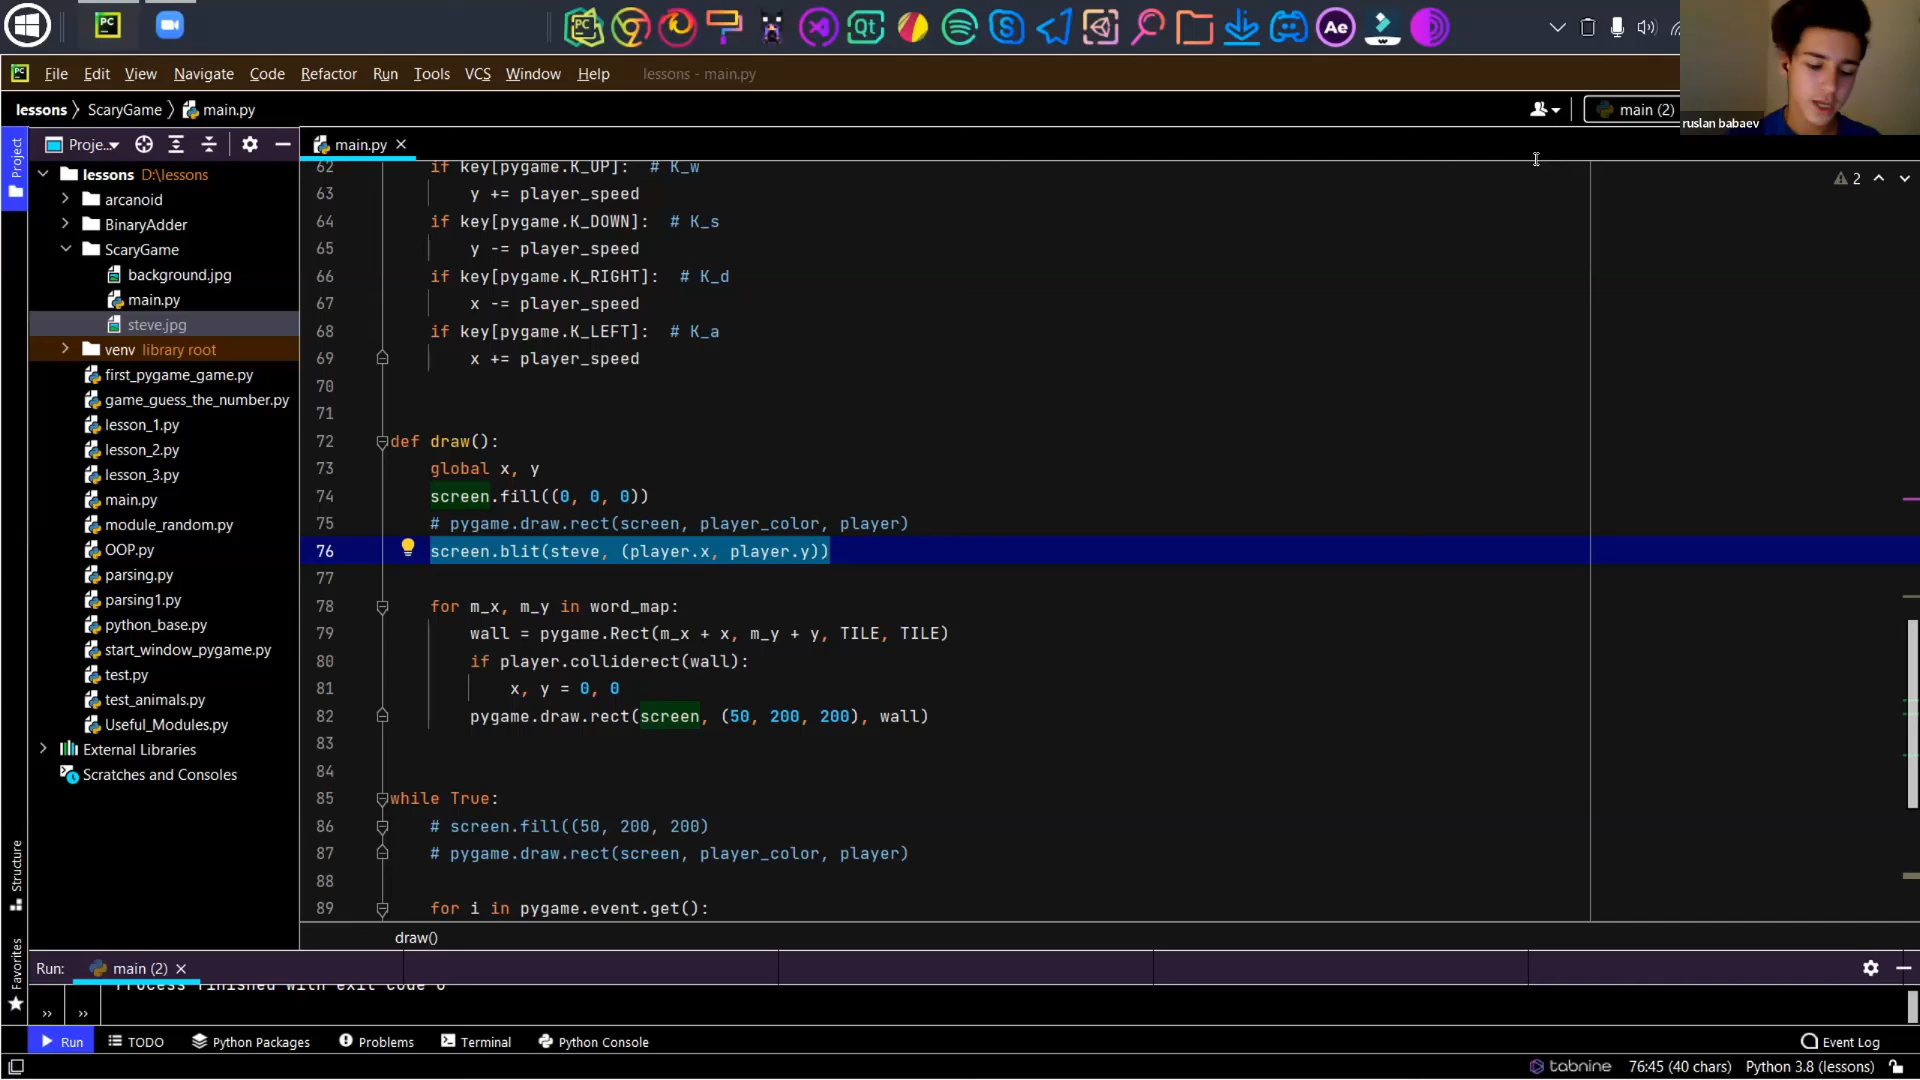 PC
Qt
Ae
PC File Edit View Navigate Code Refactor Run Tools VCS Window Help lessons - main.py
lessons ScaryGame main.py
main (2)
ruslan babaev
Project
Proje...
main.py
lessons D:\lessons
arcanoid
BinaryAdder
ScaryGame
background.jpg
main.py
steve.jpg
venv library root
first_pygame_game.py
game_guess_the_number.py
lesson_1.py
lesson_2.py
lesson_3.py
main.py
module_random.py
OOP.py
parsing.py
parsing1.py
python_base.py
start_window_pygame.py
test.py
test_animals.py
Useful_Modules.py
External Libraries
Scratches and Consoles
Structure
Favorites
2
62 if key[pygame.K_UP]: # K_w
63 y += player_speed
64 if key[pygame.K_DOWN]: # K_s
65 y -= player_speed
66 if key[pygame.K_RIGHT]: # K_d
67 x -= player_speed
68 if key[pygame.K_LEFT]: # K_a
69 x += player_speed
70
71
72 def draw():
73 global x, y
74 screen.fill((0, 0, 0))
75 # pygame.draw.rect(screen, player_color, player)
76 screen.blit(steve, (player.x, player.y))
77
78 for m_x, m_y in word_map:
79 wall = pygame.Rect(m_x + x, m_y + y, TILE, TILE)
80 if player.colliderect(wall):
81 x, y = 0, 0
82 pygame.draw.rect(screen, (50, 200, 200), wall)
83
84
85 while True:
86 # screen.fill((50, 200, 200)
87 # pygame.draw.rect(screen, player_color, player)
88
89 for i in pygame.event.get():
draw()
Run: main (2)
Process finished with exit code 0
Run TODO Python Packages Problems Terminal Python Console Event Log
tabnine 76:45 (40 chars) Python 3.8 (lessons)